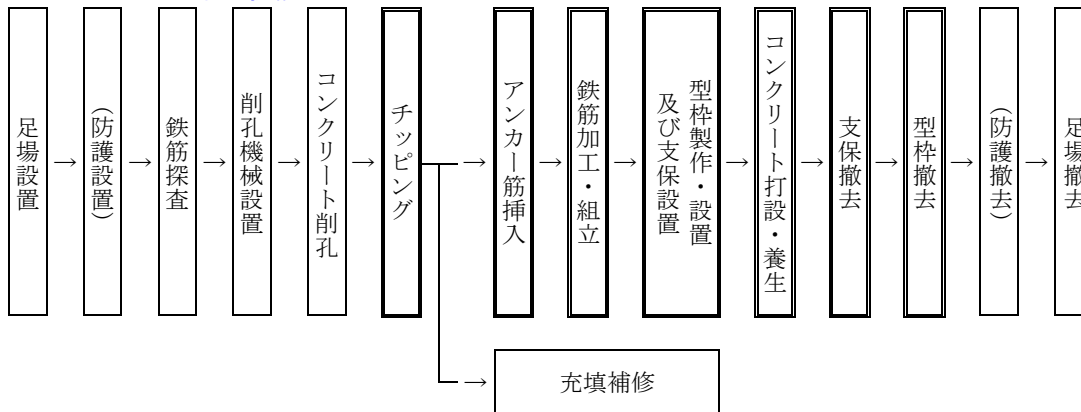 足場設置
→
（防護設置）
→
鉄筋探査
→
削孔機械設置
→
コンクリート削孔
→
チッピング
→
アンカー筋挿入
→
鉄筋加工・組立
→
型枠製作・設置
及び支保設置
→
コンクリート打設・養生
→
支保撤去
→
型枠撤去
→
（防護撤去）
→
足場撤去
→
充填補修